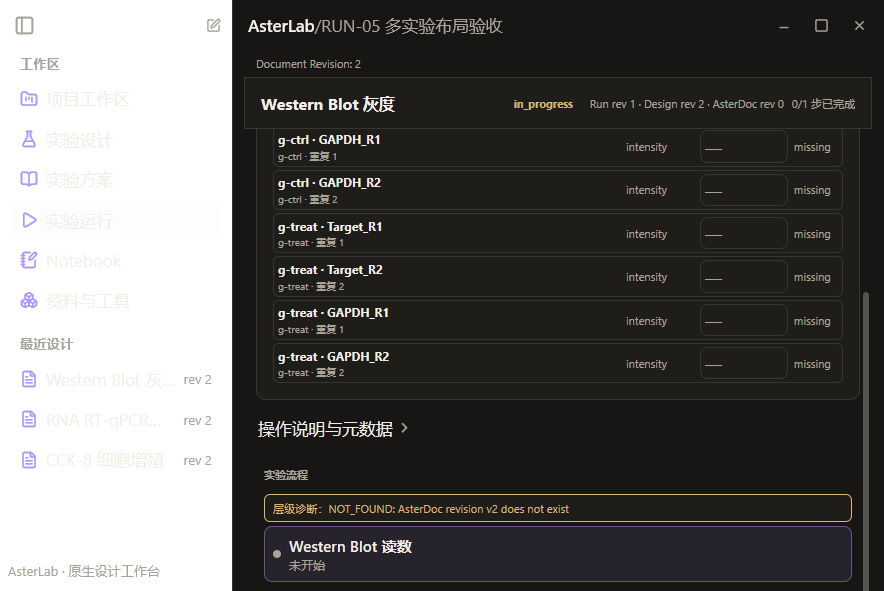 工作区
项目工作区
实验设计
实验方案
实验运行
Notebook
资料与工具
最近设计
Western Blot 灰... rev 2
RNA RT-qPCR... rev 2
CCK-8 细胞增殖 rev 2
AsterLab · 原生设计工作台
AsterLab/RUN-05 多实验布局验收
Document Revision: 2
Western Blot 灰度 in_progress Run rev 1 · Design rev 2 · AsterDoc rev 0 0/1 步已完成
g-ctrl · GAPDH_R1 intensity — missing
g-ctrl · 重复 1
g-ctrl · GAPDH_R2 intensity — missing
g-ctrl · 重复 2
g-treat · Target_R1 intensity — missing
g-treat · 重复 1
g-treat · Target_R2 intensity — missing
g-treat · 重复 2
g-treat · GAPDH_R1 intensity — missing
g-treat · 重复 1
g-treat · GAPDH_R2 intensity — missing
g-treat · 重复 2
操作说明与元数据
实验流程
层级诊断：NOT_FOUND: AsterDoc revision v2 does not exist
Western Blot 读数
未开始